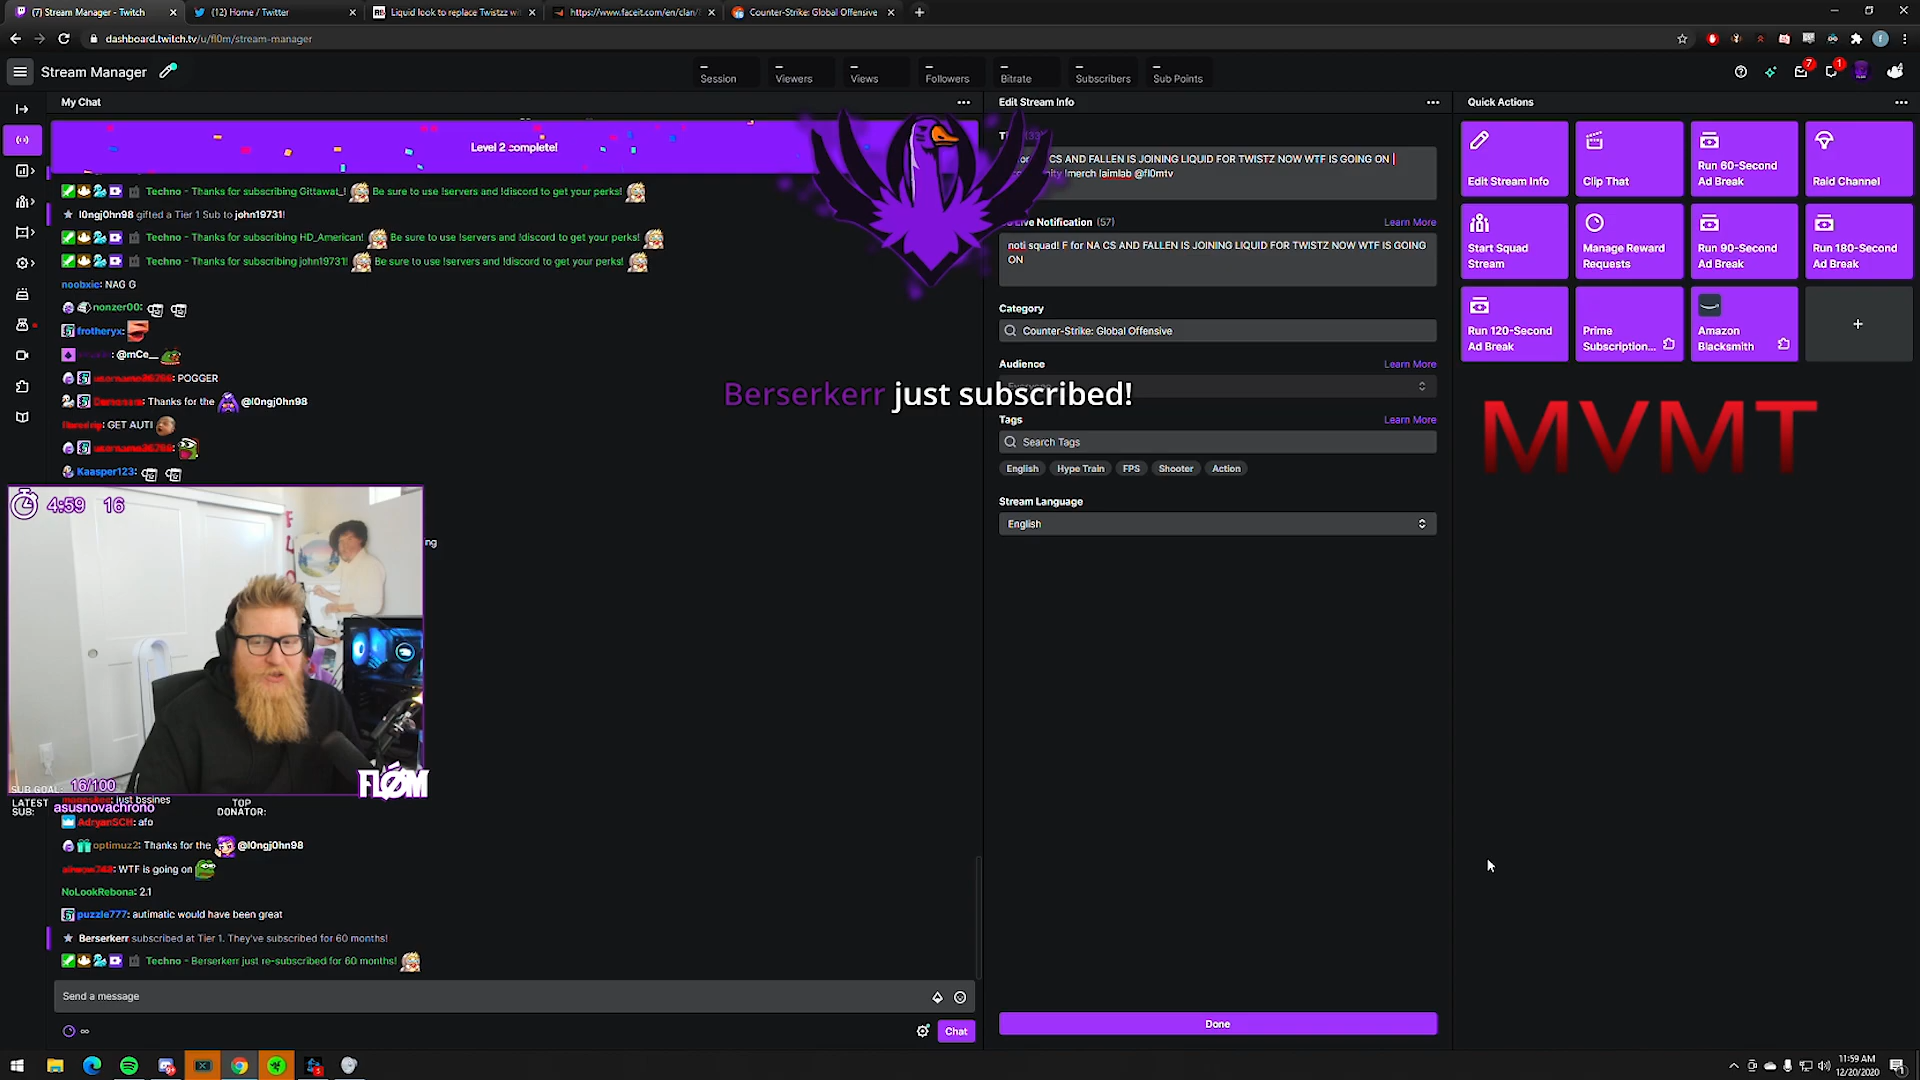 (7) Stream Manager - Twitch
(12) Home / Twitter
Liquid look to replace Twistzz wi
https://www.faceit.com/en/clan/
Counter-Strike: Global Offensive
dashboard.twitch.tv/u/fl0m/stream-manager
Stream Manager
Session
Viewers
Views
Followers
Bitrate
Subscribers
Sub Points
7
1
My Chat
Level 2 complete!
Techno - Thanks for subscribing Gittawat_! Be sure to use !servers and !discord to get your perks!
l0ngj0hn98 gifted a Tier 1 Sub to john19731!
Techno - Thanks for subscribing HD_American! Be sure to use !servers and !discord to get your perks!
Techno - Thanks for subscribing john19731! Be sure to use !servers and !discord to get your perks!
noobxic: NAG G
nonzer00:
frotheryx:
: @mCe__
: POGGER
: Thanks for the @l0ngj0hn98
: GET AUTI
Kaasper123:
ng
4:59 16
SUB GOAL: 16/100
FLØM
LATEST SUB: asusnovachrono
TOP DONATOR:
just bssines
AdryanSCH: afo
optimuz2: Thanks for the @l0ngj0hn98
: WTF is going on
NoLookRebona: 2.1
puzzle777: autimatic would have been great
Berserkerr subscribed at Tier 1. They've subscribed for 60 months!
Techno - Berserkerr just re-subscribed for 60 months!
Send a message
Chat
Berserkerr just subscribed!
Edit Stream Info
CS AND FALLEN IS JOINING LIQUID FOR TWISTZ NOW WTF IS GOING ON |
!merch !aimlab @fl0mtv
Live Notification (57)
Learn More
noti squad! F for NA CS AND FALLEN IS JOINING LIQUID FOR TWISTZ NOW WTF IS GOING
ON
Category
Counter-Strike: Global Offensive
Audience
Learn More
Everyone
Tags
Learn More
Search Tags
English
Hype Train
FPS
Shooter
Action
Stream Language
English
Done
Quick Actions
Edit Stream Info
Clip That
Run 60-Second Ad Break
Raid Channel
Start Squad Stream
Manage Reward Requests
Run 90-Second Ad Break
Run 180-Second Ad Break
Run 120-Second Ad Break
Prime Subscription...
Amazon Blacksmith
MVMT
11:59 AM
12/20/2020